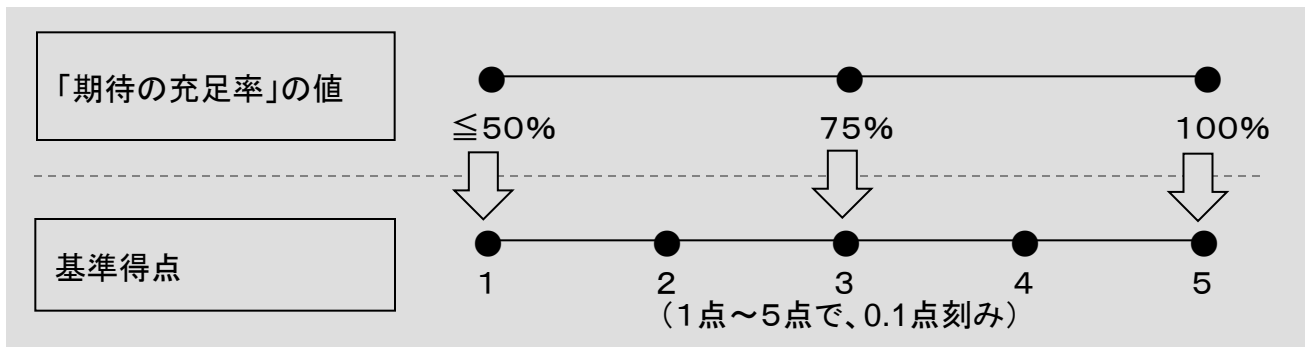 「期待の充足率」の値
≦50% 75% 100%
基準得点
1 2 3 4 5
(1点～5点で、0.1点刻み)